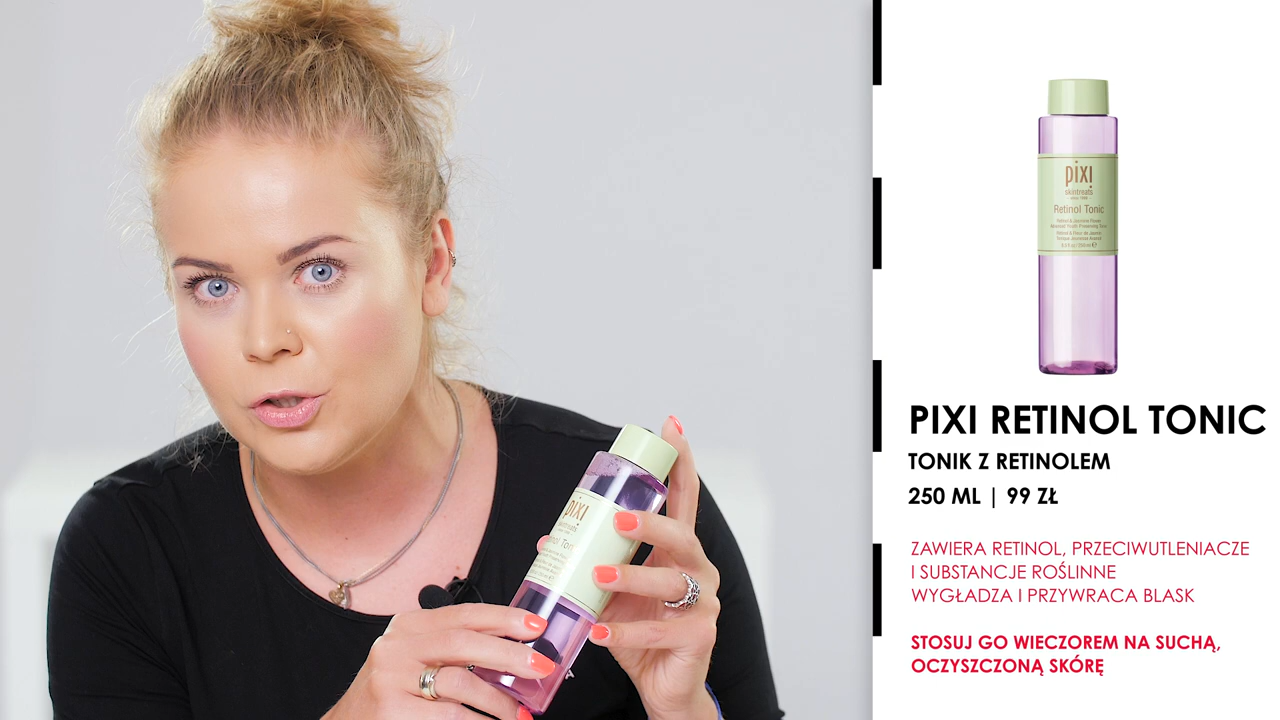 pixi
skintreats
Retinol Tonic
PIXI RETINOL TONIC
TONIK Z RETINOLEM
250 ML | 99 ZŁ
ZAWIERA RETINOL, PRZECIWUTLENIACZE
I SUBSTANCJE ROŚLINNE
WYGŁADZA I PRZYWRACA BLASK
STOSUJ GO WIECZOREM NA SUCHĄ,
OCZYSZCZONĄ SKÓRĘ
pixi